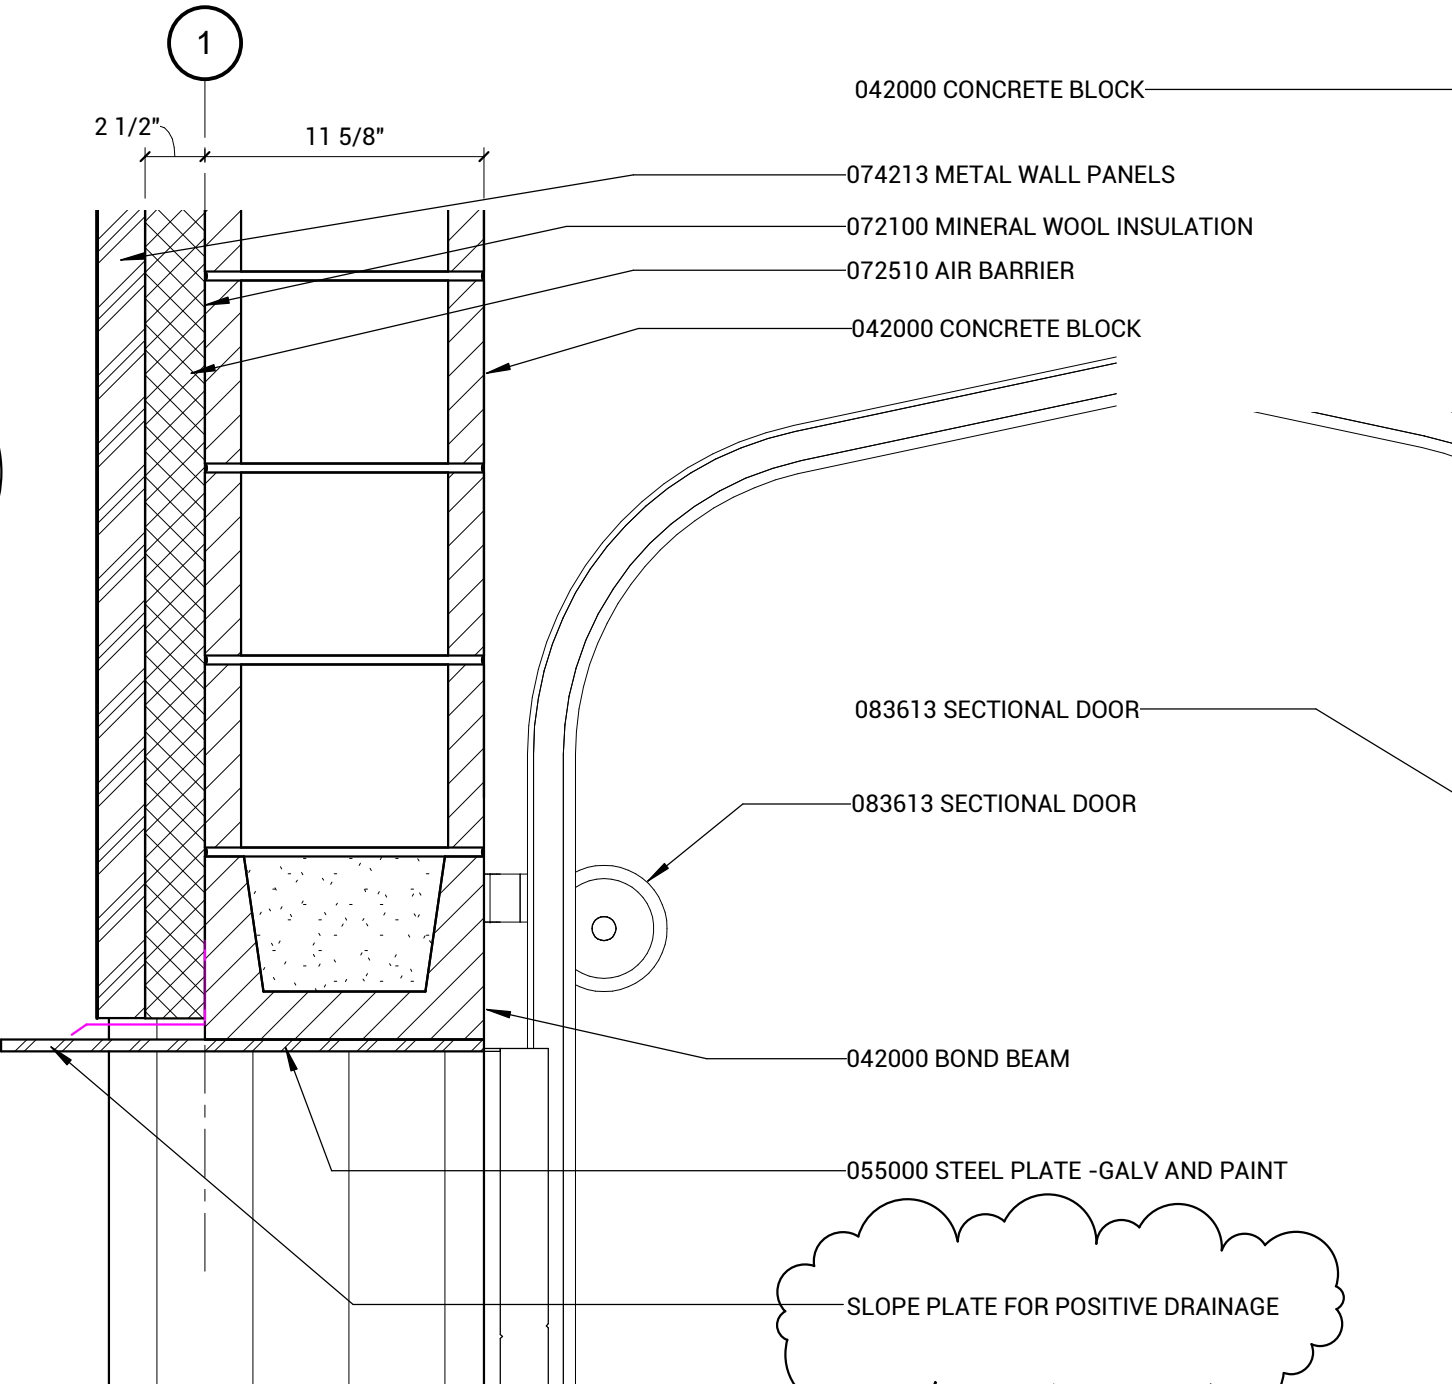 1
042000 CONCRETE BLOCK
2 1/2"
11 5/8"
074213 METAL WALL PANELS
072100 MINERAL WOOL INSULATION
072510 AIR BARRIER
042000 CONCRETE BLOCK
083613 SECTIONAL DOOR
083613 SECTIONAL DOOR
042000 BOND BEAM
055000 STEEL PLATE -GALV AND PAINT
SLOPE PLATE FOR POSITIVE DRAINAGE